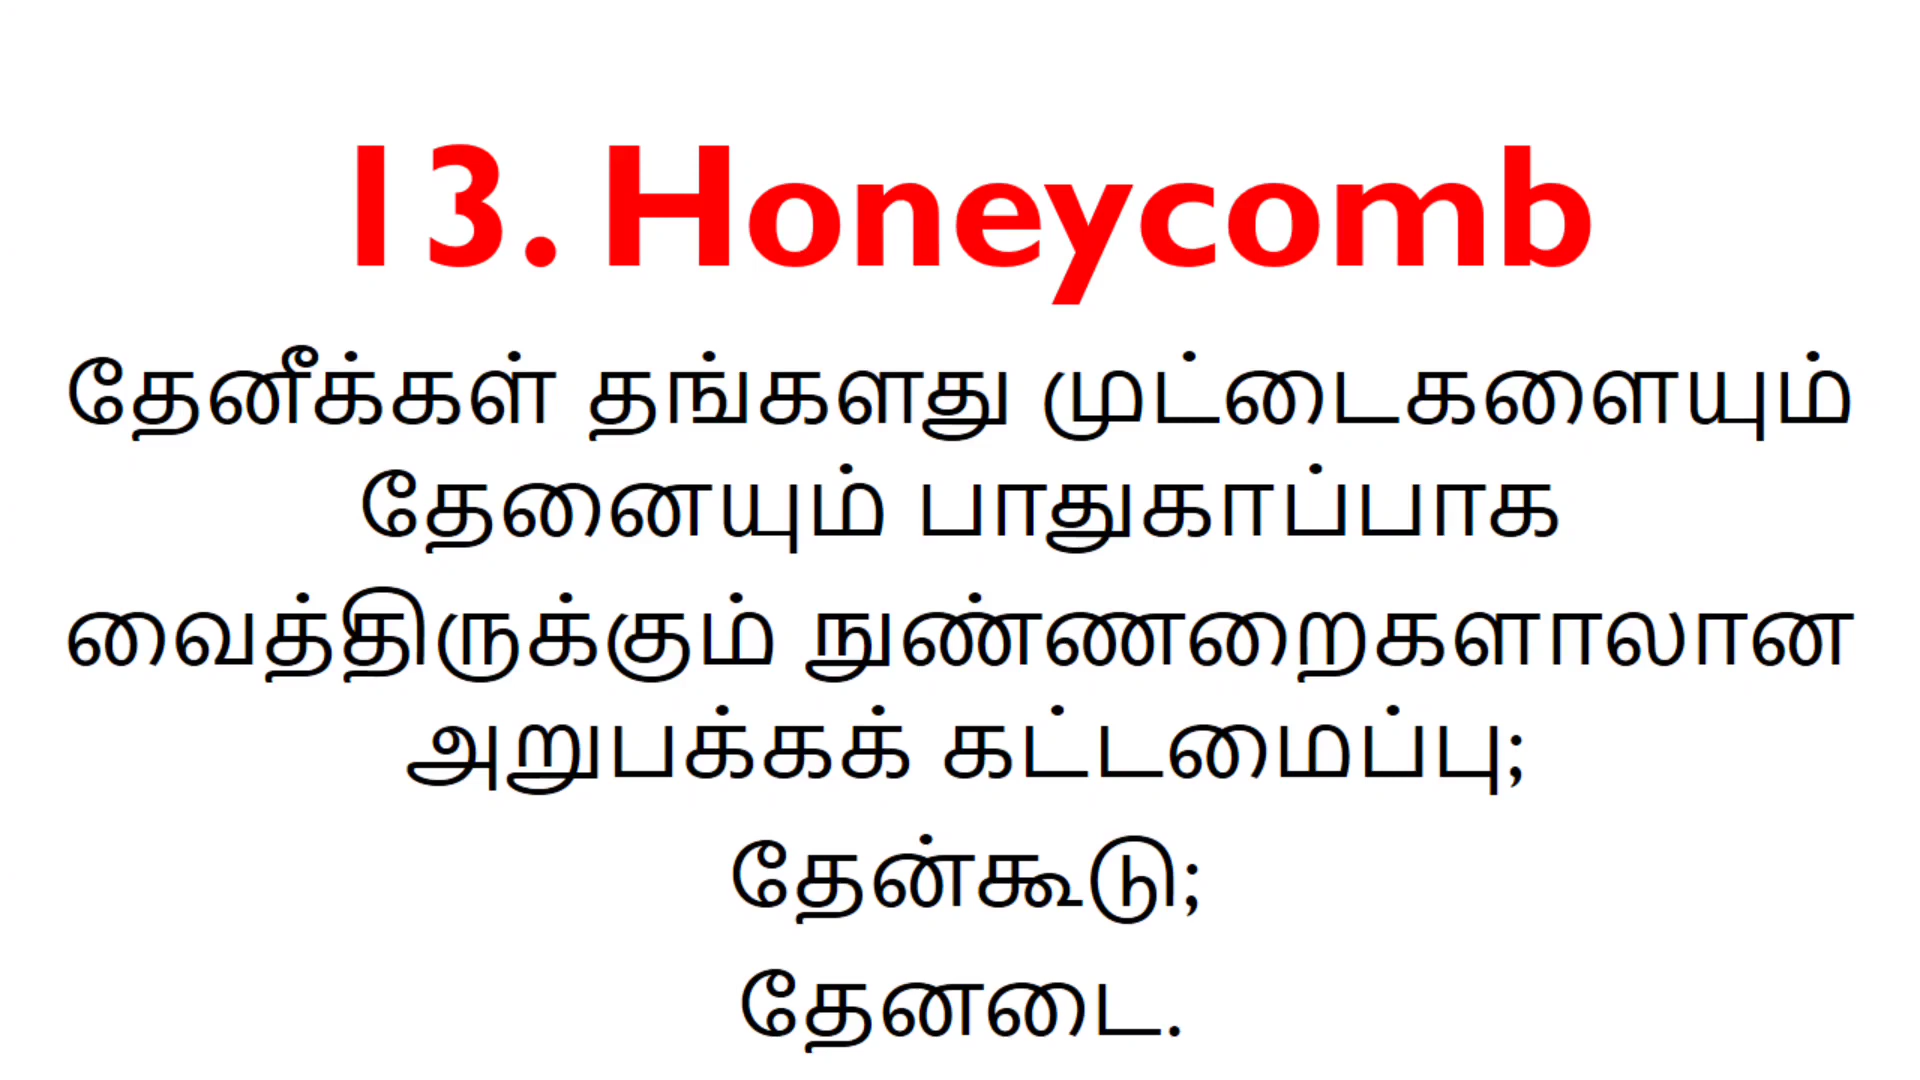 13. Honeycomb
தேனீக்கள் தங்களது முட்டைகளையும்
தேனையும் பாதுகாப்பாக
வைத்திருக்கும் நுண்ணறைகளாலான
அறுபக்கக் கட்டமைப்பு;
தேன்கூடு;
தேனடை.